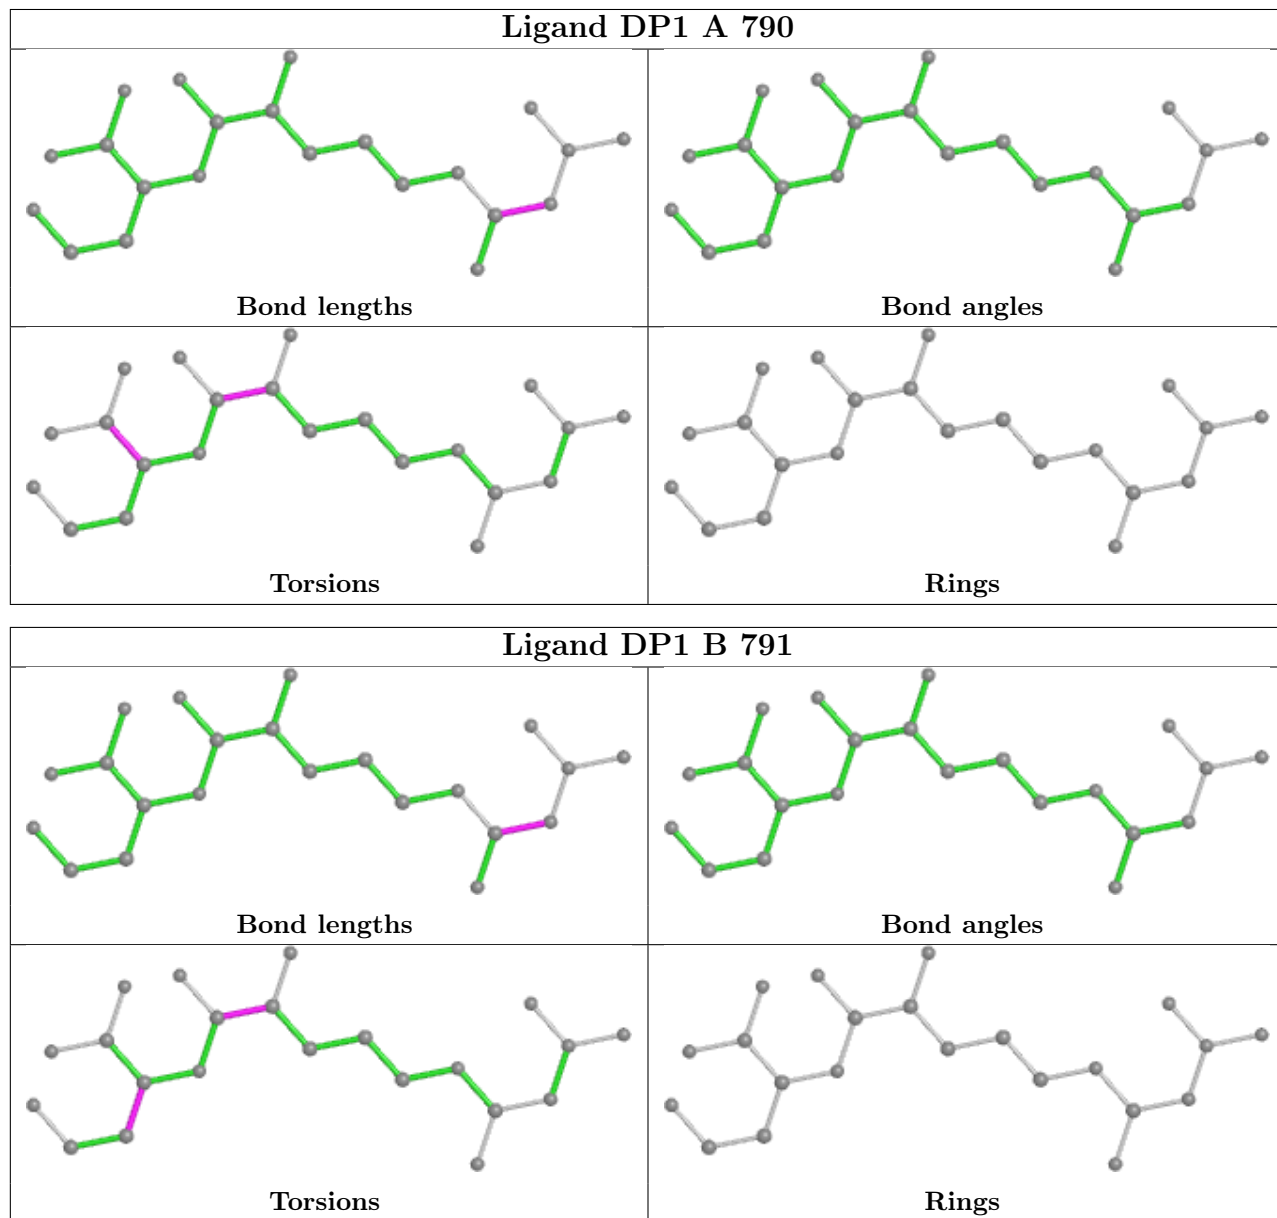 Ligand DP1 A 790
Bond lengths
Bond angles
Torsions
Rings
Ligand DP1 B 791
Bond lengths
Bond angles
Torsions
Rings